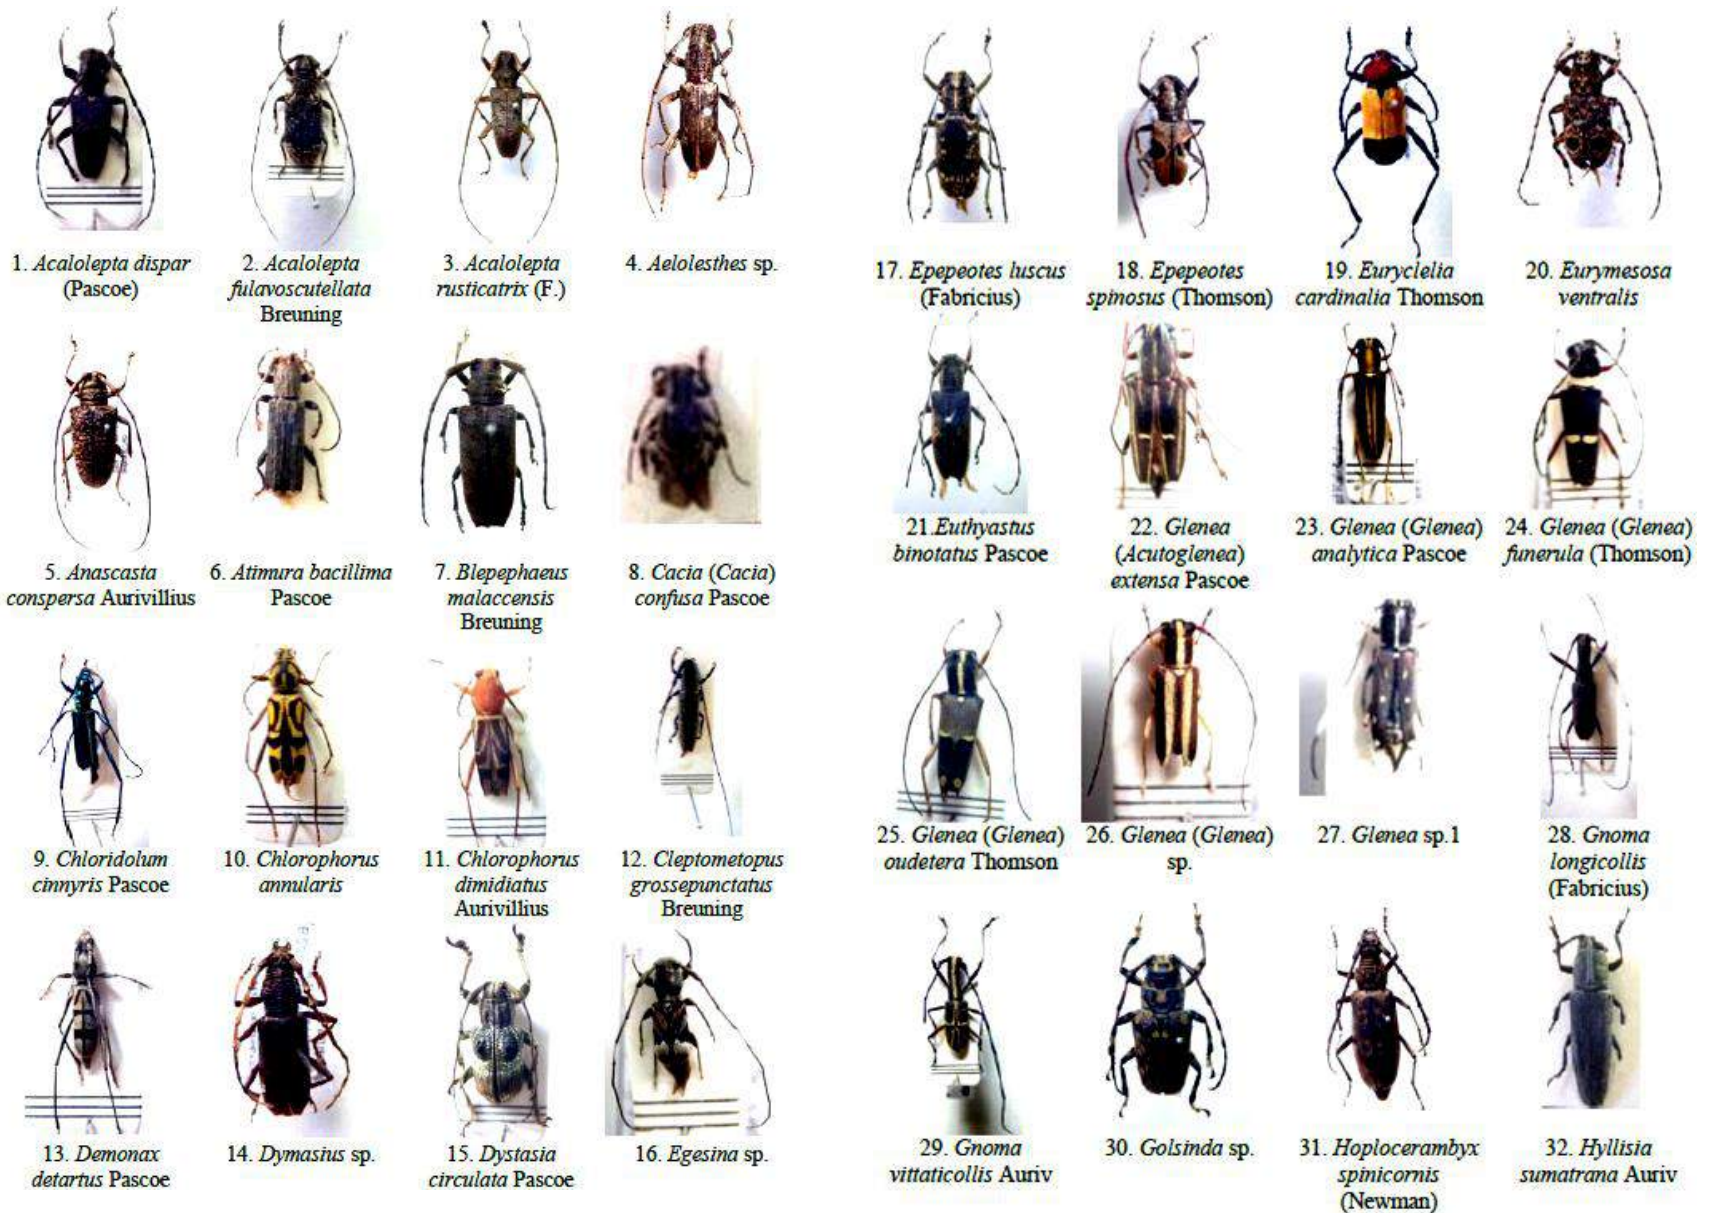 1. Acalolepta dispar
(Pascoe)
2. Acalolepta
fulavoscutellata
Breuning
3. Acalolepta
rusticatrix (F.)
4. Aelolesthes sp.
17. Epepeotes luscus
(Fabricius)
18. Epepeotes
spinosus (Thomson)
19. Euryclelia
cardinalia Thomson
20. Eurymesosa
ventralis
5. Anascasta
conspersa Aurivillius
6. Atimura bacillima
Pascoe
7. Blepephaeus
malaccensis
Breuning
8. Cacia (Cacia)
confusa Pascoe
21.Euthyastus
binotatus Pascoe
22. Glenea
(Acutoglenea)
extensa Pascoe
23. Glenea (Glenea)
analytica Pascoe
24. Glenea (Glenea)
funerula (Thomson)
9. Chloridolum
cinnyris Pascoe
10. Chlorophorus
annularis
11. Chlorophorus
dimidiatus
Aurivillius
12. Cleptometopus
grossepunctatus
Breuning
25. Glenea (Glenea)
oudetera Thomson
26. Glenea (Glenea)
sp.
27. Glenea sp.1
28. Gnoma
longicollis
(Fabricius)
13. Demonax
detartus Pascoe
14. Dymasius sp.
15. Dystasia
circulata Pascoe
16. Egesina sp.
29. Gnoma
vittaticollis Auriv
30. Golsinda sp.
31. Hoplocerambyx
spinicornis
(Newman)
32. Hyllisia
sumatrana Auriv